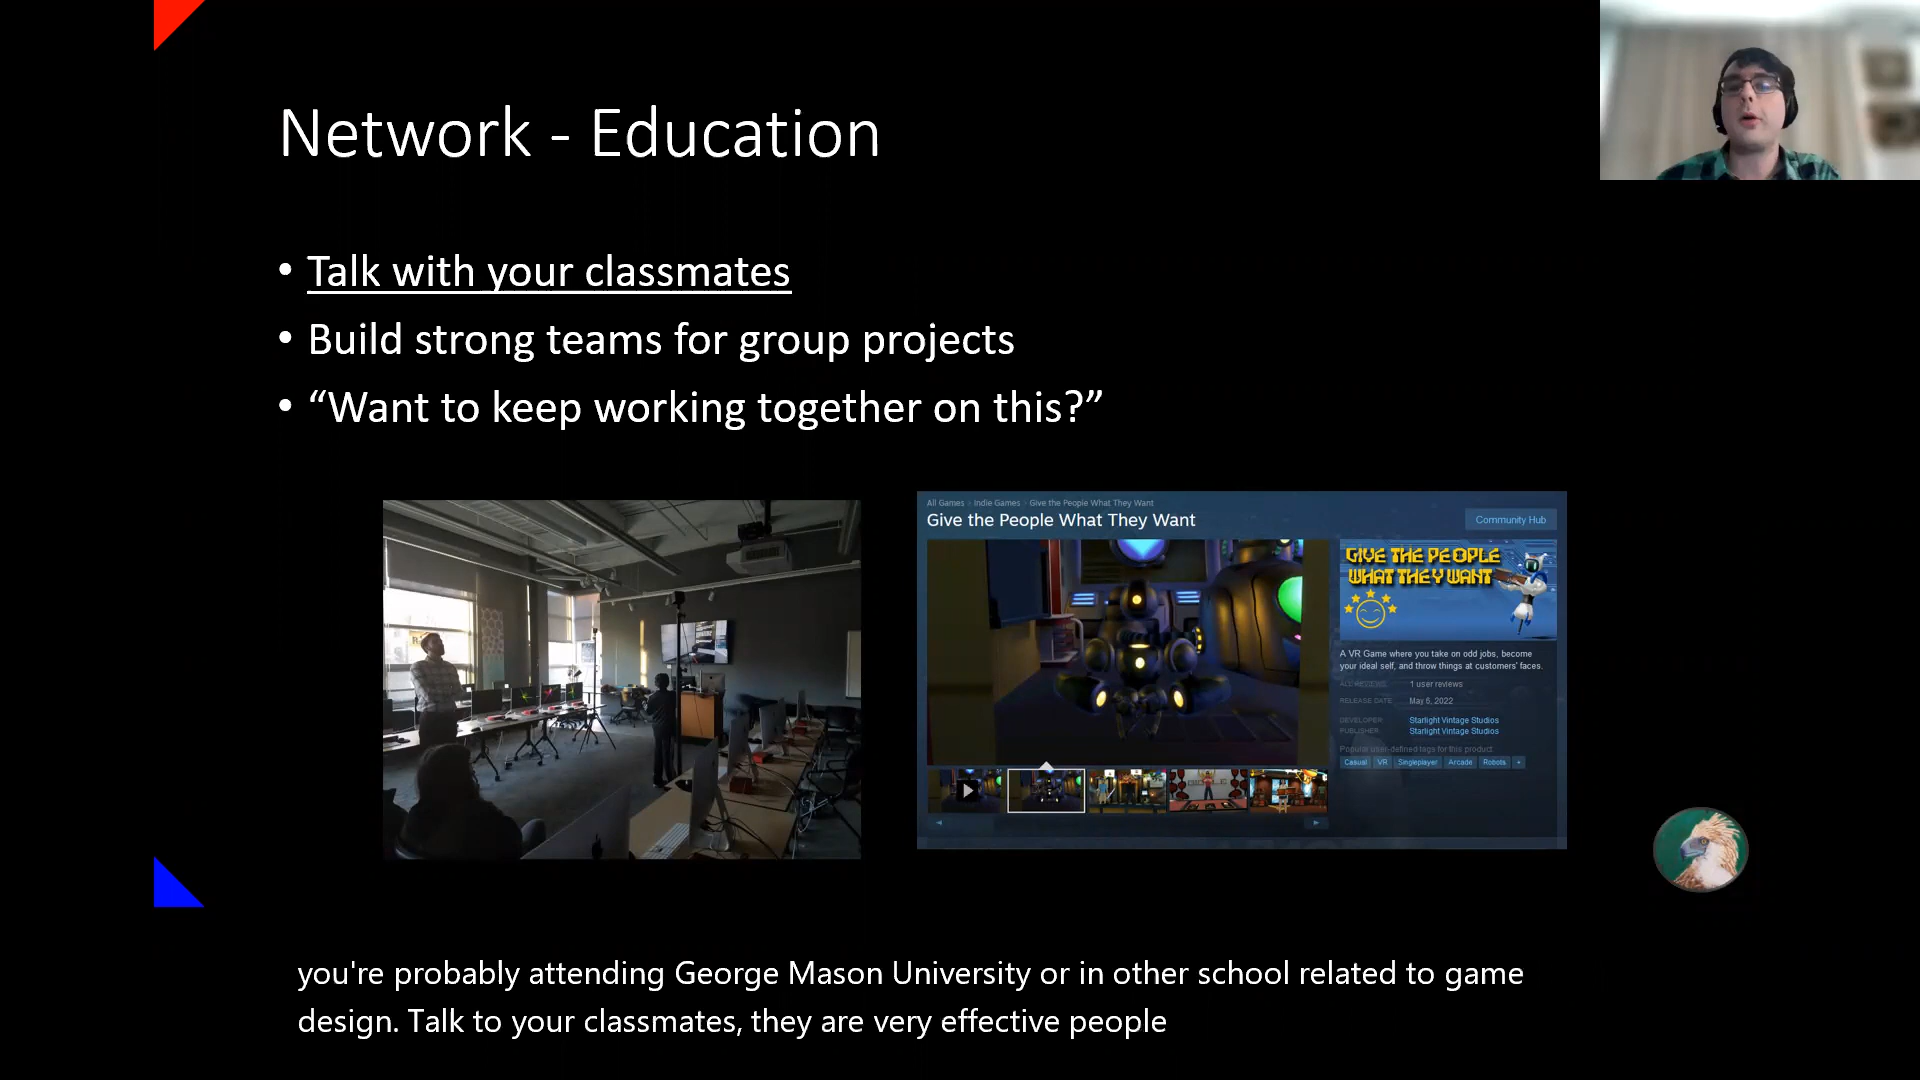 Network - Education
• Talk with your classmates
• Build strong teams for group projects
• “Want to keep working together on this?”
All Games > Indie Games > Give the People What They Want
Give the People What They Want
Community Hub
GIVE THE PEOPLE
WHAT THEY WANT
A VR Game where you take on odd jobs, become
your ideal self, and throw things at customers' faces.
ALL REVIEWS: 1 user reviews
RELEASE DATE: May 6, 2022
DEVELOPER: Starlight Vintage Studios
PUBLISHER: Starlight Vintage Studios
Popular user-defined tags for this product:
Casual VR Singleplayer Arcade Robots +
you're probably attending George Mason University or in other school related to game
design. Talk to your classmates, they are very effective people